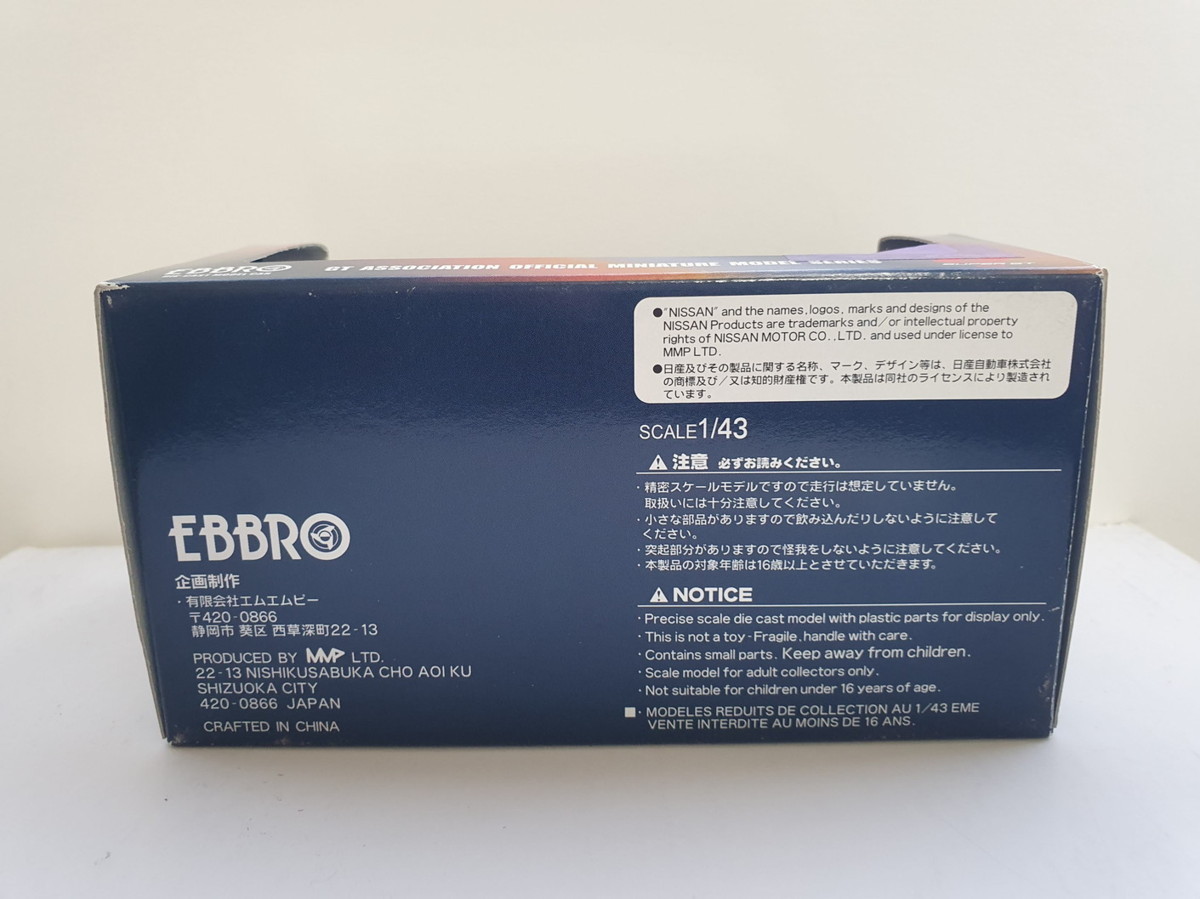 EBBRO
GT ASSOCIATION OFFICIAL MINIATURE MODEL SERIES
●"NISSAN" and the names, logos, marks and designs of the
NISSAN Products are trademarks and/or intellectual property
rights of NISSAN MOTOR CO.,LTD. and used under license to
MMP LTD.
●日産及びその製品に関する名称、マーク、デザイン等は、日産自動車株式会社
の商標及び/又は知的財産権です。本製品は同社のライセンスにより製造され
ています。
SCALE1/43
注意 必ずお読みください。
・精密スケールモデルですので走行は想定していません。
取扱いには十分注意してください。
・小さな部品がありますので飲み込んだりしないように注意して
ください。
・突起部分がありますので怪我をしないように注意してください。
・本製品の対象年齢は16歳以上とさせていただきます。
NOTICE
・Precise scale die cast model with plastic parts for display only.
・This is not a toy-Fragile, handle with care.
・Contains small parts. Keep away from children.
・Scale model for adult collectors only.
・Not suitable for children under 16 years of age.
■・MODELES REDUITS DE COLLECTION AU 1/43 EME
VENTE INTERDITE AU MOINS DE 16 ANS.
EBBRO
企画制作
・有限会社エムエムピー
〒420-0866
静岡市 葵区 西草深町22-13
PRODUCED BY MMP LTD.
22-13 NISHIKUSABUKA CHO AOI KU
SHIZUOKA CITY
420-0866 JAPAN
CRAFTED IN CHINA